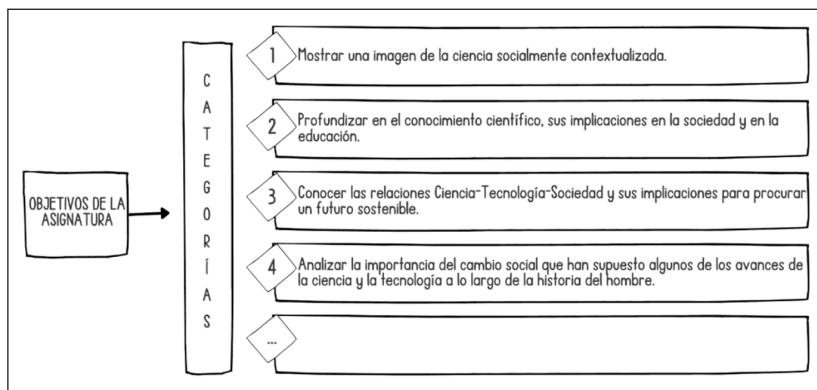 OBJETIVOS DE LA
ASIGNATURA
CATEGORÍAS
1
Mostrar una imagen de la ciencia socialmente contextualizada.
2
Profundizar en el conocimiento científico, sus implicaciones en la sociedad y en la
educación.
3
Conocer las relaciones Ciencia-Tecnología-Sociedad y sus implicaciones para procurar
un futuro sostenible.
4
Analizar la importancia del cambio social que han supuesto algunos de los avances de
la ciencia y la tecnología a lo largo de la historia del hombre.
...